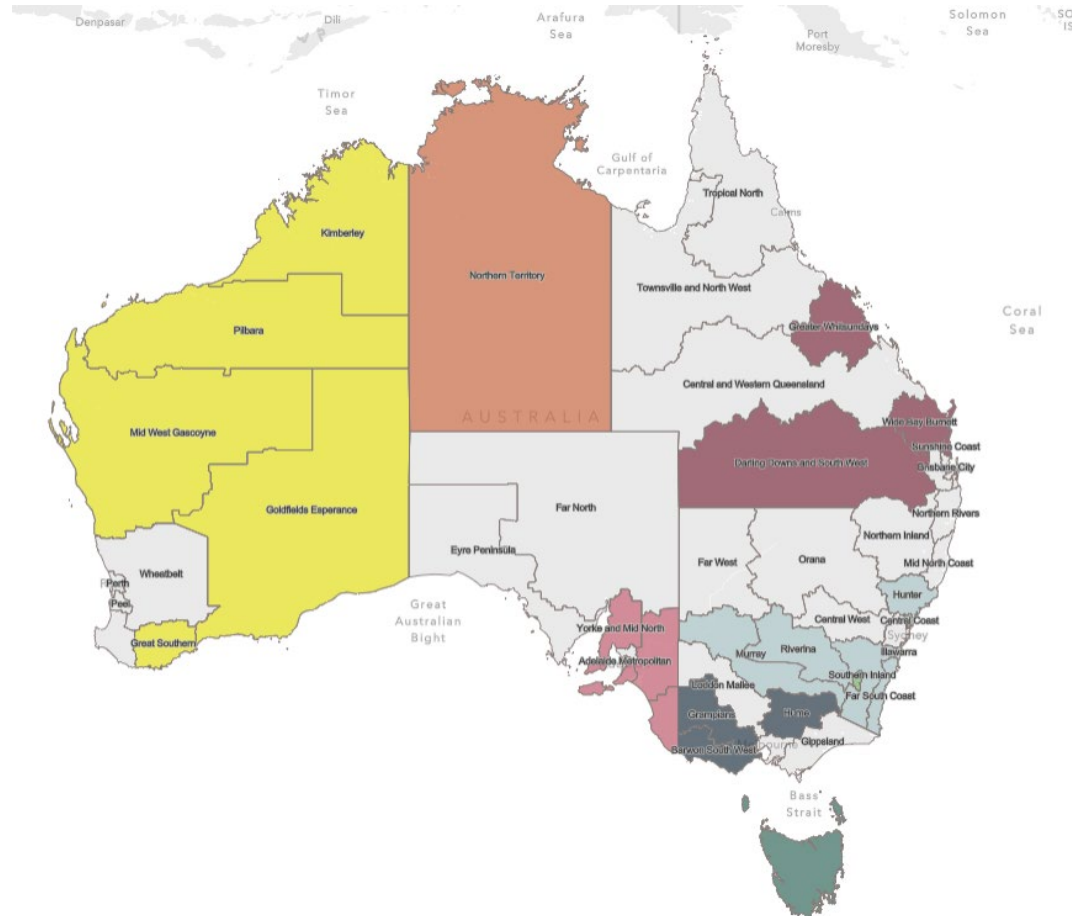 Denpasar
Dili
Arafura
Sea
Solomon
Sea
SO
IS
Port
Moresby
Timor
Sea
Gulf of
Carpentaria
Tropical North
Cairns
Kimberley
Northern Territory
Townsville and North West
Coral
Sea
Pilbara
Greater Whitsundays
Central and Western Queensland
AUSTRALIA
Mid West Gascoyne
Wide Bay Burnett
Sunshine Coast
Darling Downs and South West
Brisbane City
Goldfields Esperance
Far North
Northern Rivers
Northern Inland
Eyre Peninsula
Far West
Orana
Mid North Coast
Wheatbelt
Perth
Peel
Hunter
Great
Australian
Bight
Central West
Central Coast
Sydney
Great Southern
Yorke and Mid North
Riverina
Murray
Illawarra
Adelaide Metropolitan
Southern Inland
Loddon Mallee
Far South Coast
Grampians
Hume
Gippsland
Barwon South West
bourne
Bass
Strait